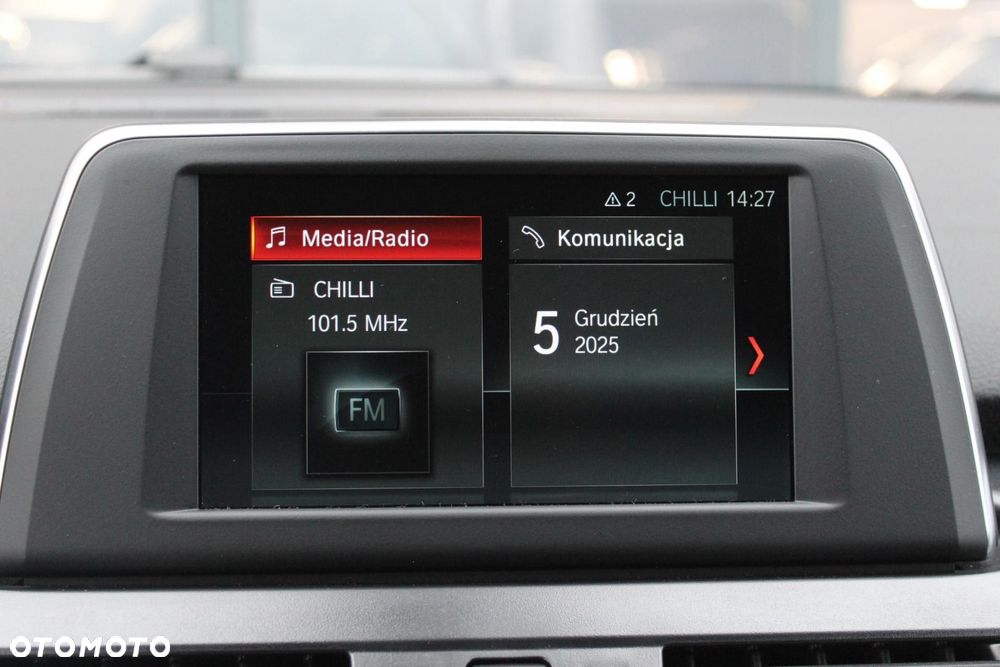 2 CHILLI 14:27
Media/Radio
CHILLI
101.5 MHz
FM
Komunikacja
5 Grudzień
2025
OTOMOTO